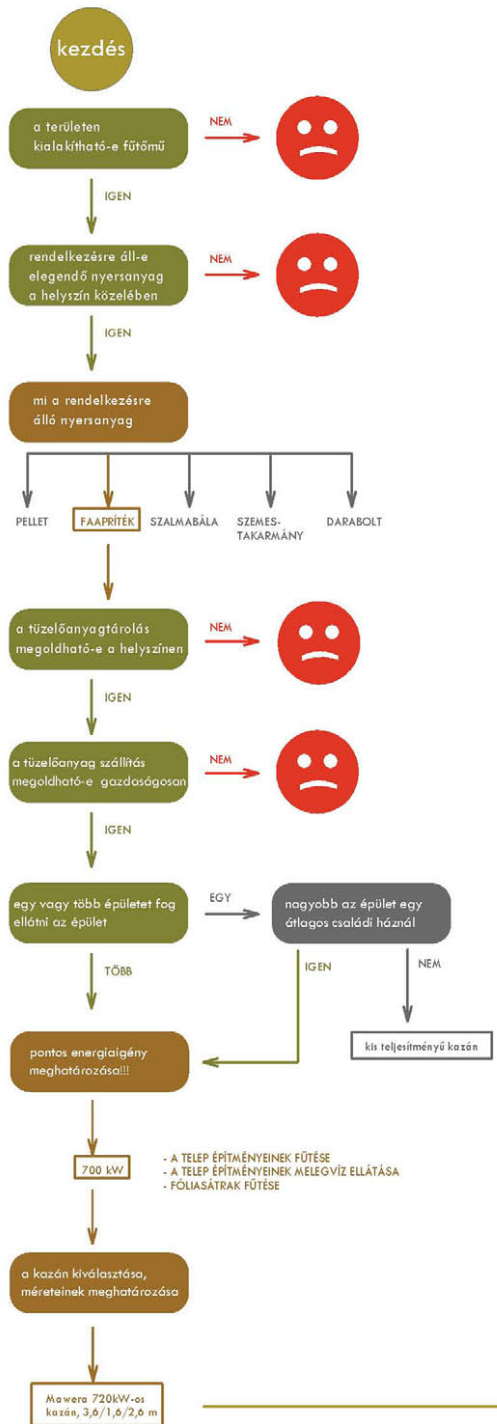 kezdés
a területen
kialakítható-e fűtőmű
NEM
IGEN
rendelkezésre áll-e
elegendő nyersanyag
a helyszín közelében
NEM
IGEN
mi a rendelkezésre
álló nyersanyag
PELLET
FAAPRÍTÉK
SZALMABÁLA
SZEMES-
TAKARMÁNY
DARABOLT
a tüzelőanyagtárolás
megoldható-e a helyszínen
NEM
IGEN
a tüzelőanyag szállítás
megoldható-e gazdaságosan
NEM
IGEN
egy vagy több épületet fog
ellátni az épület
EGY
nagyobb az épület egy
átlagos családi háznál
TÖBB
IGEN
NEM
kis teljesítményű kazán
pontos energiaigény
meghatározása!!!
700 kW
- A TELEP ÉPÍTMÉNYEINEK FŰTÉSE
- A TELEP ÉPÍTMÉNYEINEK MELEGVÍZ ELLÁTÁSA
- FÓLIASÁTRAK FŰTÉSE
a kazán kiválasztása,
méreteinek meghatározása
Mawera 720kW-os
kazán, 3,6/1,6/2,6 m